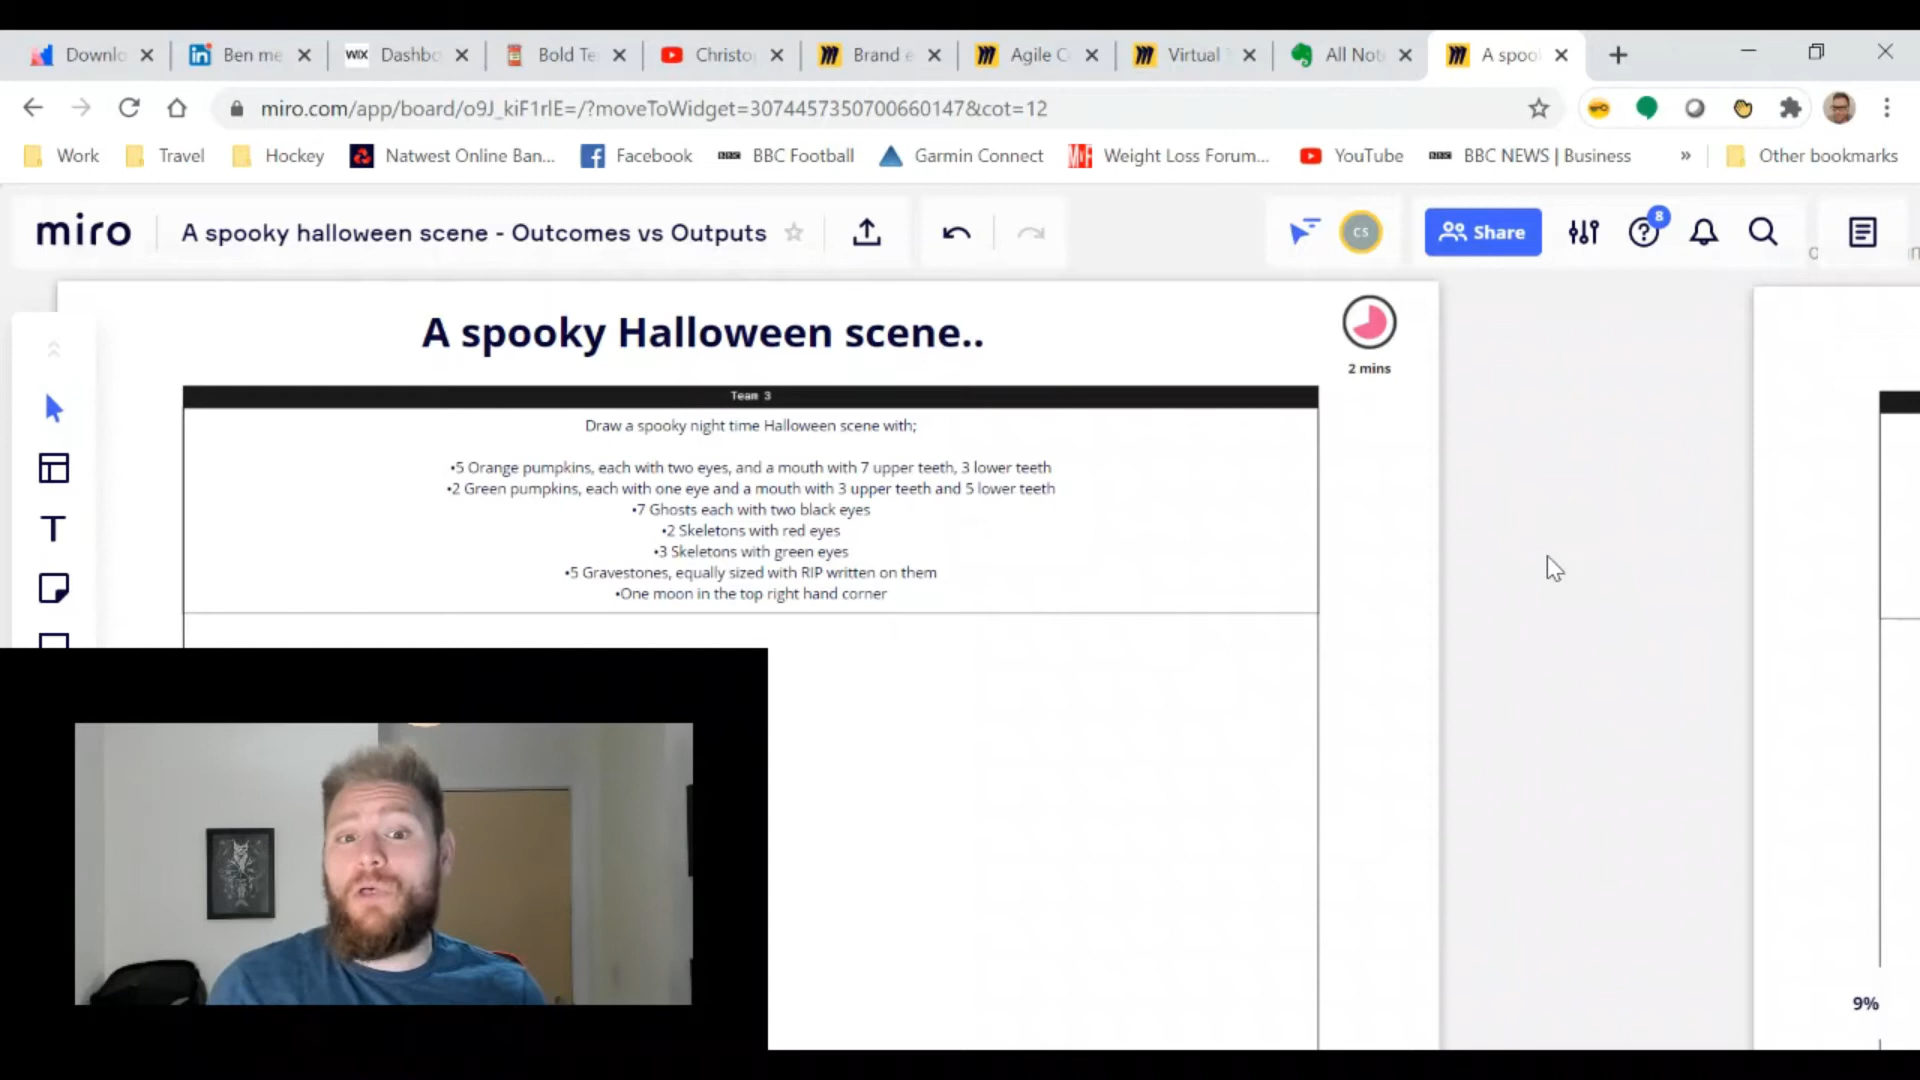 Downlo
Ben me
WIX Dashbo
Bold Te
Christo
Brand e
Agile C
Virtual
All Not
A spoo
miro.com/app/board/o9J_kiF1rlE=/?moveToWidget=3074457350700660147&cot=12
Work
Travel
Hockey
Natwest Online Ban...
Facebook
BBC Football
Garmin Connect
Weight Loss Forum...
YouTube
BBC NEWS | Business
»
Other bookmarks
miro
A spooky halloween scene - Outcomes vs Outputs
CS
Share
8
A spooky Halloween scene..
2 mins
Team 3
Draw a spooky night time Halloween scene with;
•5 Orange pumpkins, each with two eyes, and a mouth with 7 upper teeth, 3 lower teeth
•2 Green pumpkins, each with one eye and a mouth with 3 upper teeth and 5 lower teeth
•7 Ghosts each with two black eyes
•2 Skeletons with red eyes
•3 Skeletons with green eyes
•5 Gravestones, equally sized with RIP written on them
•One moon in the top right hand corner
9%